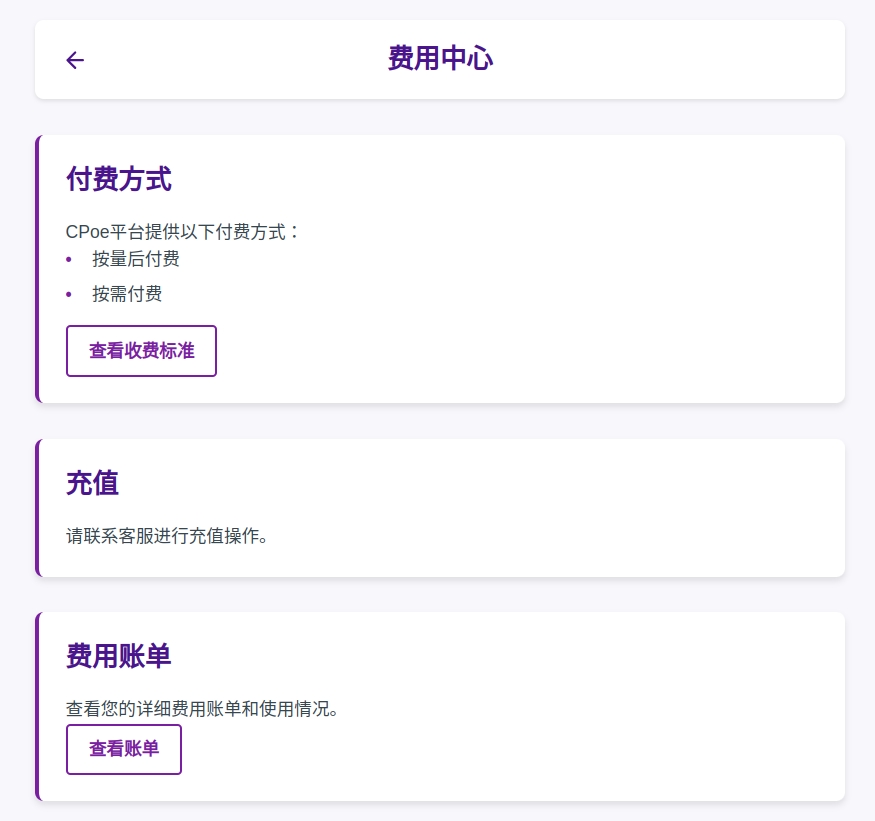 费用中心
付费方式
CPoe平台提供以下付费方式：
• 按量后付费
• 按需付费
查看收费标准
充值
请联系客服进行充值操作。
费用账单
查看您的详细费用账单和使用情况。
查看账单